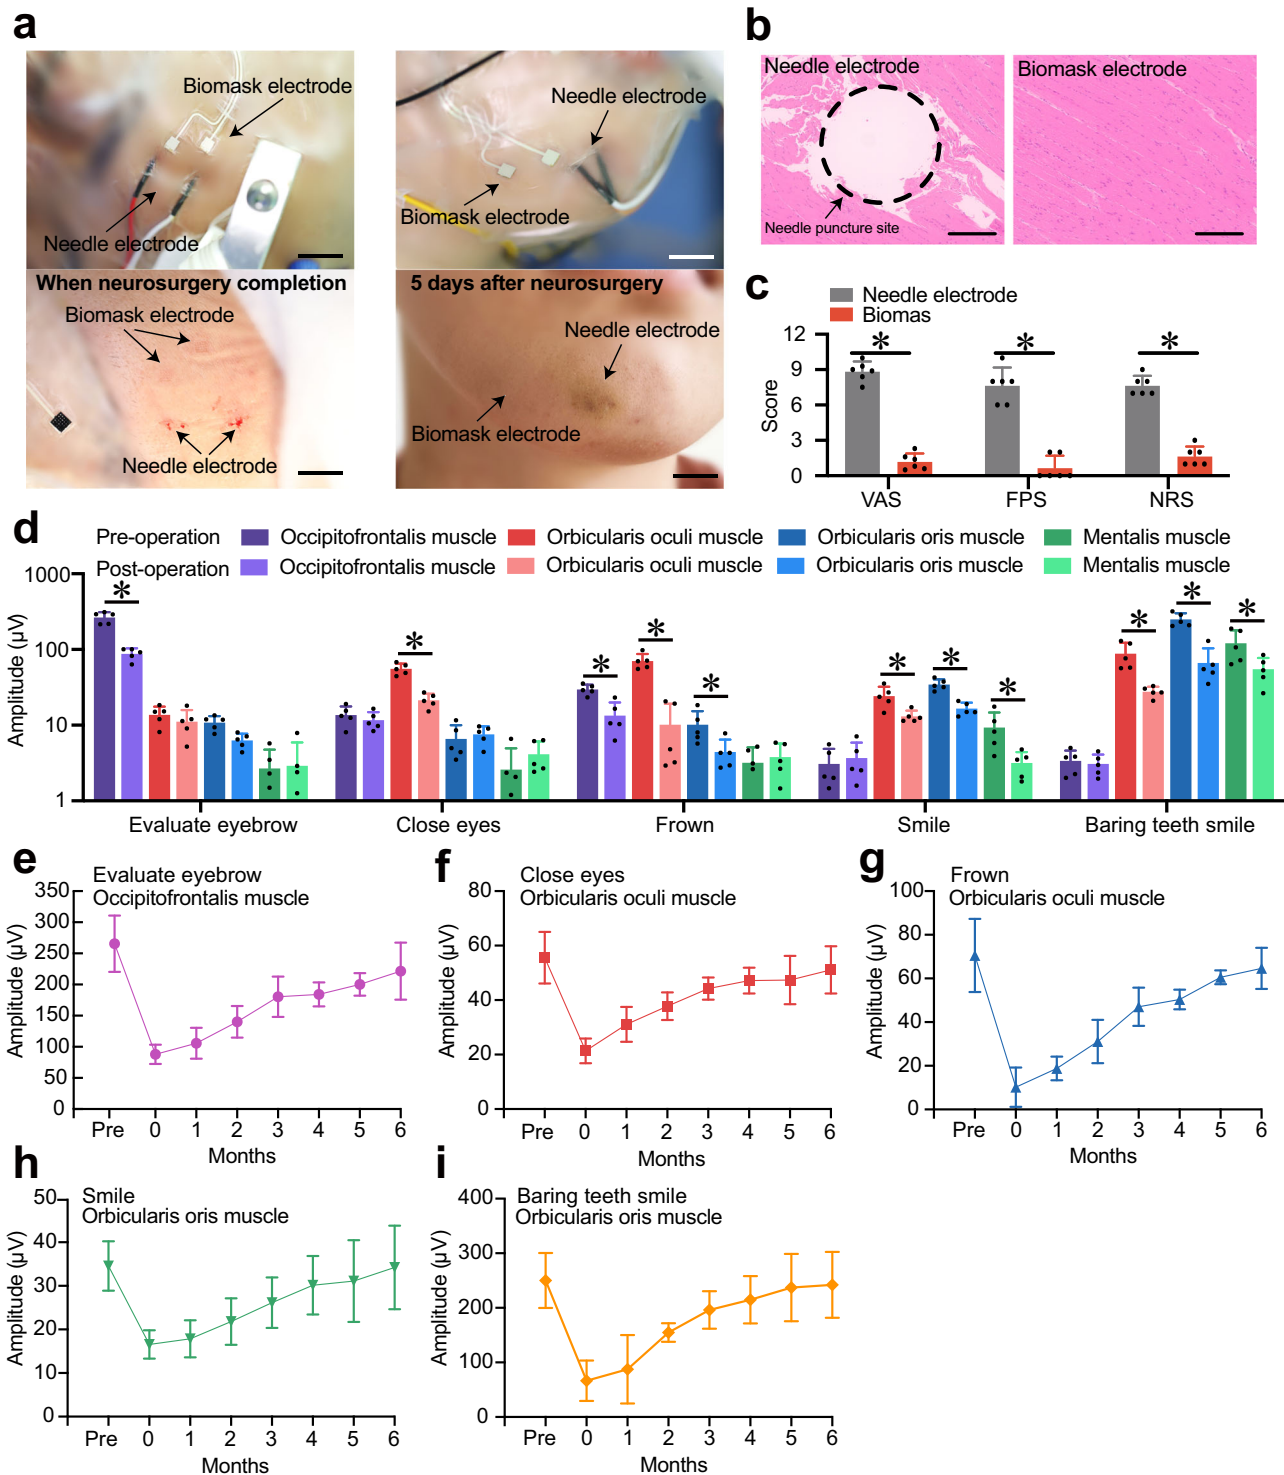 a
Biomask electrode
Needle electrode
Needle electrode
Biomask electrode
When neurosurgery completion
Biomask electrode
Needle electrode
5 days after neurosurgery
Needle electrode
Biomask electrode
b
Needle electrode
Needle puncture site
Biomask electrode
c
Needle electrode
Biomas
Score
12
9
6
3
0
*
*
*
VAS
FPS
NRS
d
Pre-operation
Occipitofrontalis muscle
Orbicularis oculi muscle
Orbicularis oris muscle
Mentalis muscle
Post-operation
Occipitofrontalis muscle
Orbicularis oculi muscle
Orbicularis oris muscle
Mentalis muscle
Amplitude (μV)
1000
100
10
1
*
*
*
*
*
*
*
*
*
*
*
Evaluate eyebrow
Close eyes
Frown
Smile
Baring teeth smile
e
Evaluate eyebrow
Occipitofrontalis muscle
Amplitude (μV)
350
300
250
200
150
100
50
0
Pre 0 1 2 3 4 5 6
Months
f
Close eyes
Orbicularis oculi muscle
Amplitude (μV)
80
60
40
20
0
Pre 0 1 2 3 4 5 6
Months
g
Frown
Orbicularis oculi muscle
Amplitude (μV)
100
80
60
40
20
0
Pre 0 1 2 3 4 5 6
Months
h
Smile
Orbicularis oris muscle
Amplitude (μV)
50
40
30
20
10
0
Pre 0 1 2 3 4 5 6
Months
i
Baring teeth smile
Orbicularis oris muscle
Amplitude (μV)
400
300
200
100
0
Pre 0 1 2 3 4 5 6
Months